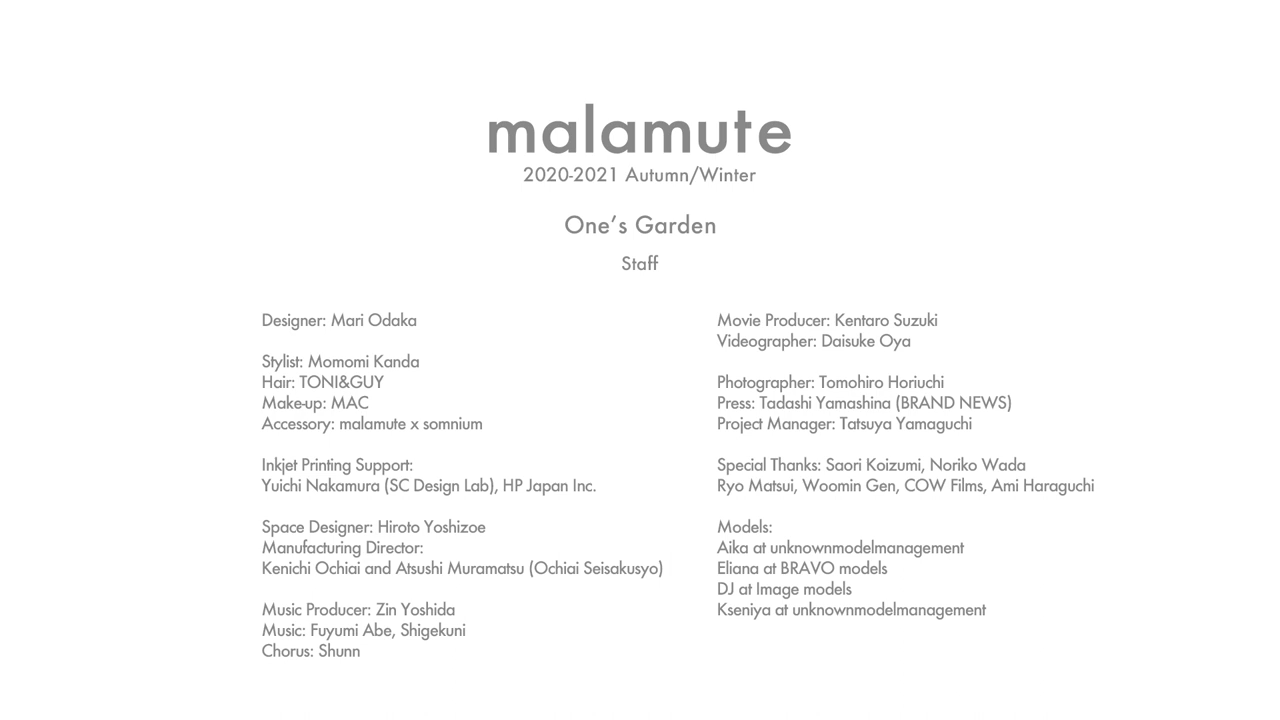 malamute
2020-2021 Autumn/Winter
One’s Garden
Staff
Designer: Mari Odaka
Stylist: Momomi Kanda
Hair: TONI&GUY
Make-up: MAC
Accessory: malamute x somnium
Inkjet Printing Support:
Yuichi Nakamura (SC Design Lab), HP Japan Inc.
Space Designer: Hiroto Yoshizoe
Manufacturing Director:
Kenichi Ochiai and Atsushi Muramatsu (Ochiai Seisakusyo)
Music Producer: Zin Yoshida
Music: Fuyumi Abe, Shigekuni
Chorus: Shunn
Movie Producer: Kentaro Suzuki
Videographer: Daisuke Oya
Photographer: Tomohiro Horiuchi
Press: Tadashi Yamashina (BRAND NEWS)
Project Manager: Tatsuya Yamaguchi
Special Thanks: Saori Koizumi, Noriko Wada
Ryo Matsui, Woomin Gen, COW Films, Ami Haraguchi
Models:
Aika at unknownmodelmanagement
Eliana at BRAVO models
DJ at Image models
Kseniya at unknownmodelmanagement